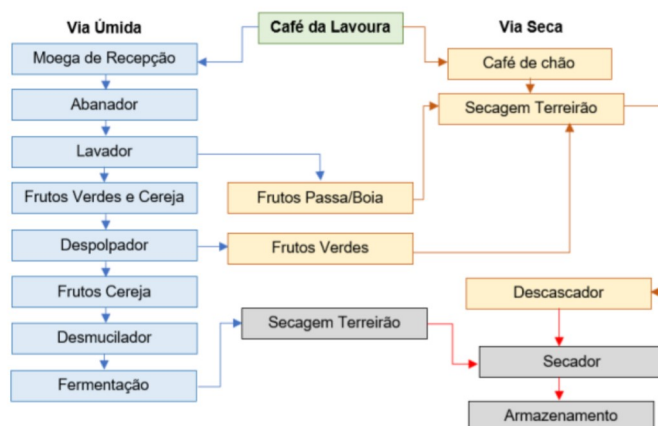 Via Úmida
Café da Lavoura
Via Seca
Moega de Recepção
Café de chão
Abanador
Secagem Terreirão
Lavador
Frutos Verdes e Cereja
Frutos Passa/Boia
Despolpador
Frutos Verdes
Frutos Cereja
Descascador
Desmucilador
Secagem Terreirão
Secador
Fermentação
Armazenamento